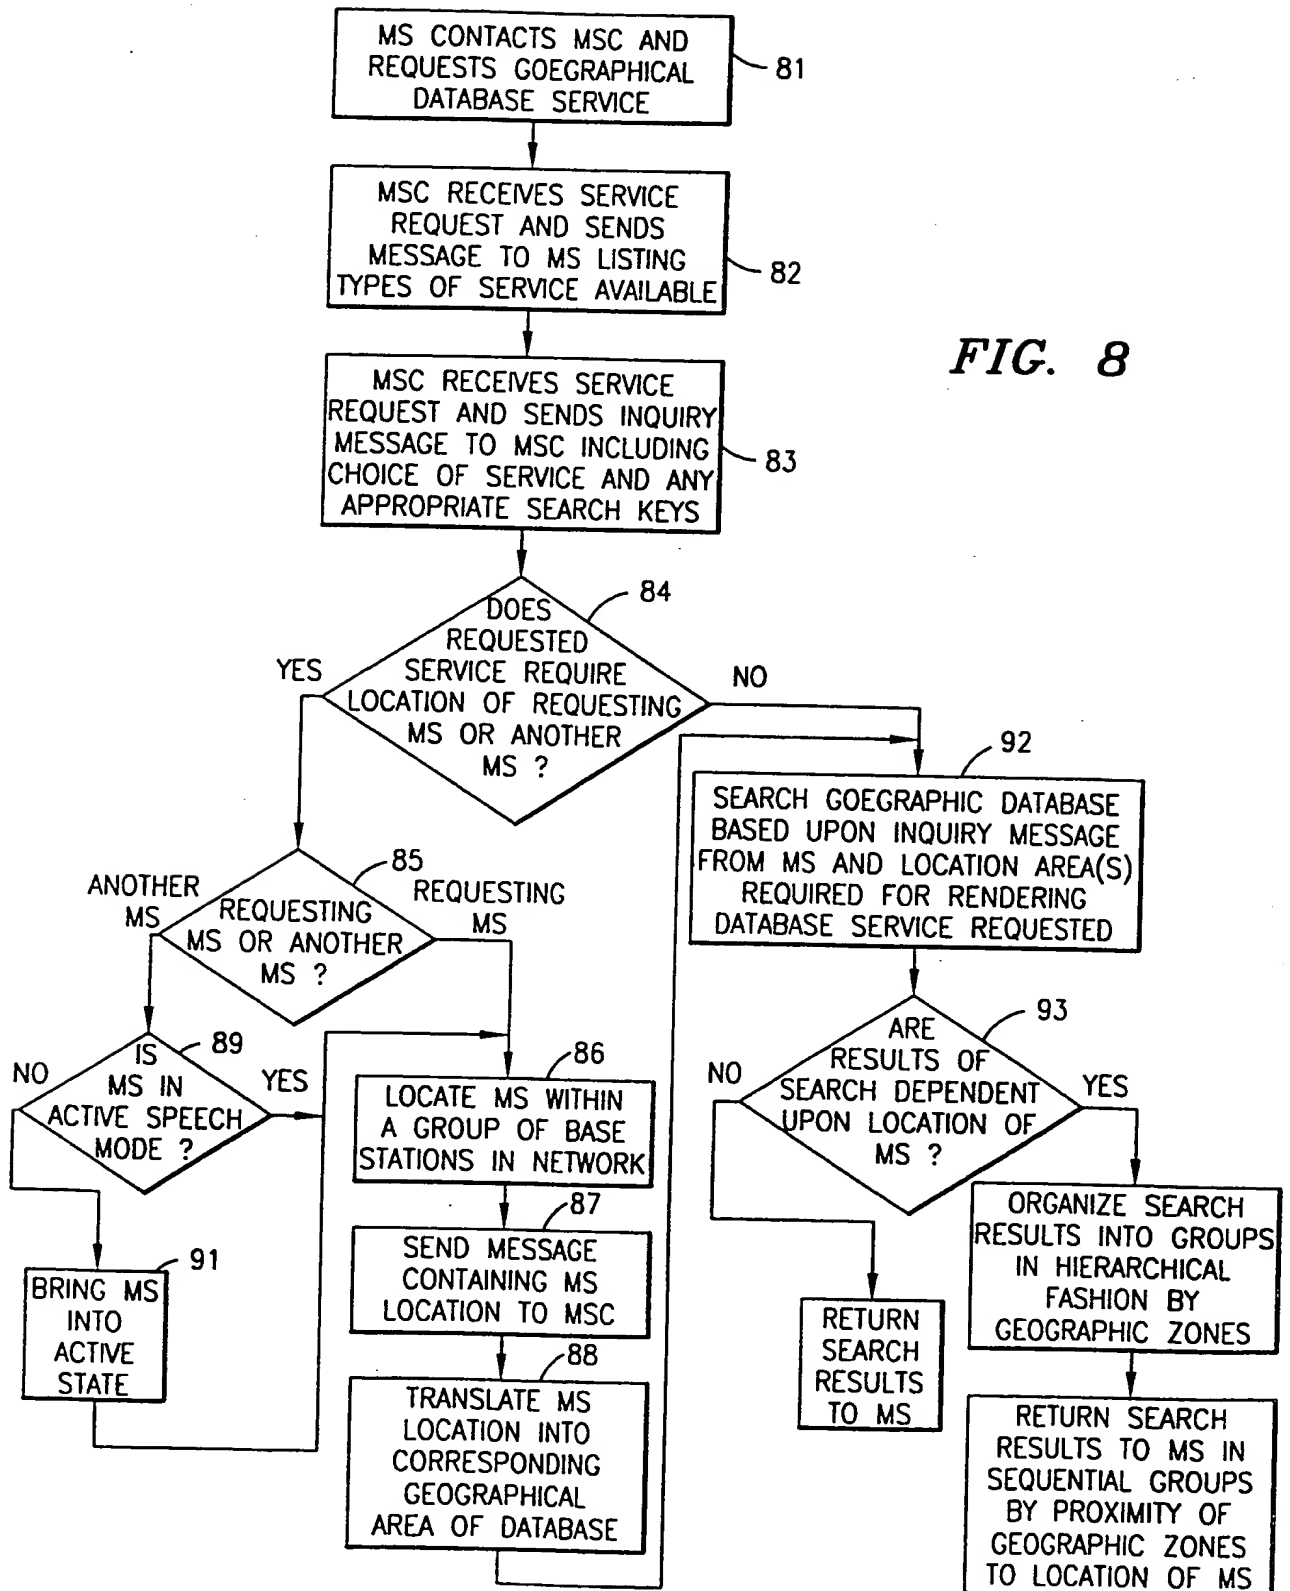 MS CONTACTS MSC AND
REQUESTS GOEGRAPHICAL
DATABASE SERVICE
81
MSC RECEIVES SERVICE
REQUEST AND SENDS
MESSAGE TO MS LISTING
TYPES OF SERVICE AVAILABLE
82
FIG. 8
MSC RECEIVES SERVICE
REQUEST AND SENDS INQUIRY
MESSAGE TO MSC INCLUDING
CHOICE OF SERVICE AND ANY
APPROPRIATE SEARCH KEYS
83
84
DOES
REQUESTED
SERVICE REQUIRE
LOCATION OF REQUESTING
MS OR ANOTHER
MS ?
YES
NO
92
SEARCH GOEGRAPHIC DATABASE
BASED UPON INQUIRY MESSAGE
FROM MS AND LOCATION AREA(S)
REQUIRED FOR RENDERING
DATABASE SERVICE REQUESTED
85
ANOTHER
MS
REQUESTING
MS
REQUESTING
MS OR ANOTHER
MS ?
89
IS
MS IN
ACTIVE SPEECH
MODE ?
NO
YES
86
LOCATE MS WITHIN
A GROUP OF BASE
STATIONS IN NETWORK
93
ARE
RESULTS OF
SEARCH DEPENDENT
UPON LOCATION OF
MS ?
NO
YES
87
SEND MESSAGE
CONTAINING MS
LOCATION TO MSC
91
BRING MS
INTO
ACTIVE
STATE
88
TRANSLATE MS
LOCATION INTO
CORRESPONDING
GEOGRAPHICAL
AREA OF DATABASE
RETURN
SEARCH
RESULTS
TO MS
ORGANIZE SEARCH
RESULTS INTO GROUPS
IN HIERARCHICAL
FASHION BY
GEOGRAPHIC ZONES
RETURN SEARCH
RESULTS TO MS IN
SEQUENTIAL GROUPS
BY PROXIMITY OF
GEOGRAPHIC ZONES
TO LOCATION OF MS